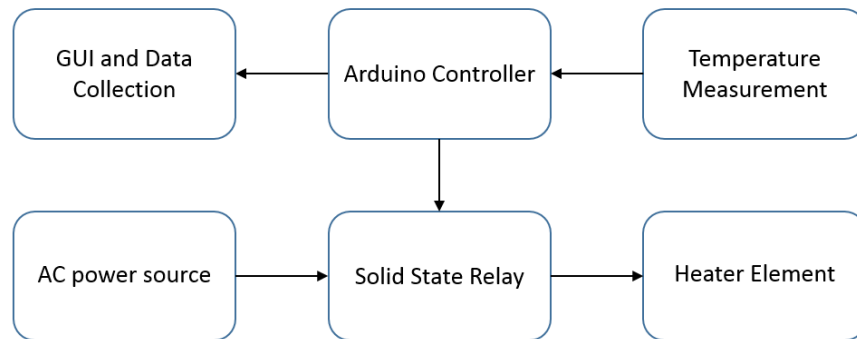 GUI and Data
Collection
Arduino Controller
Temperature
Measurement
AC power source
Solid State Relay
Heater Element